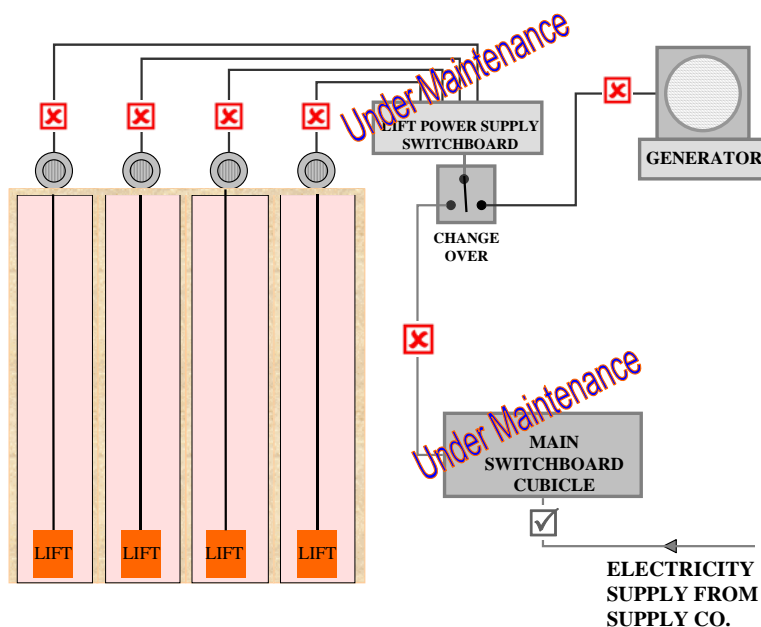 Under Maintenance
LIFT POWER SUPPLY
SWITCHBOARD
GENERATOR
CHANGE
OVER
Under Maintenance
MAIN
SWITCHBOARD
CUBICLE
LIFT
LIFT
LIFT
LIFT
ELECTRICITY
SUPPLY FROM
SUPPLY CO.